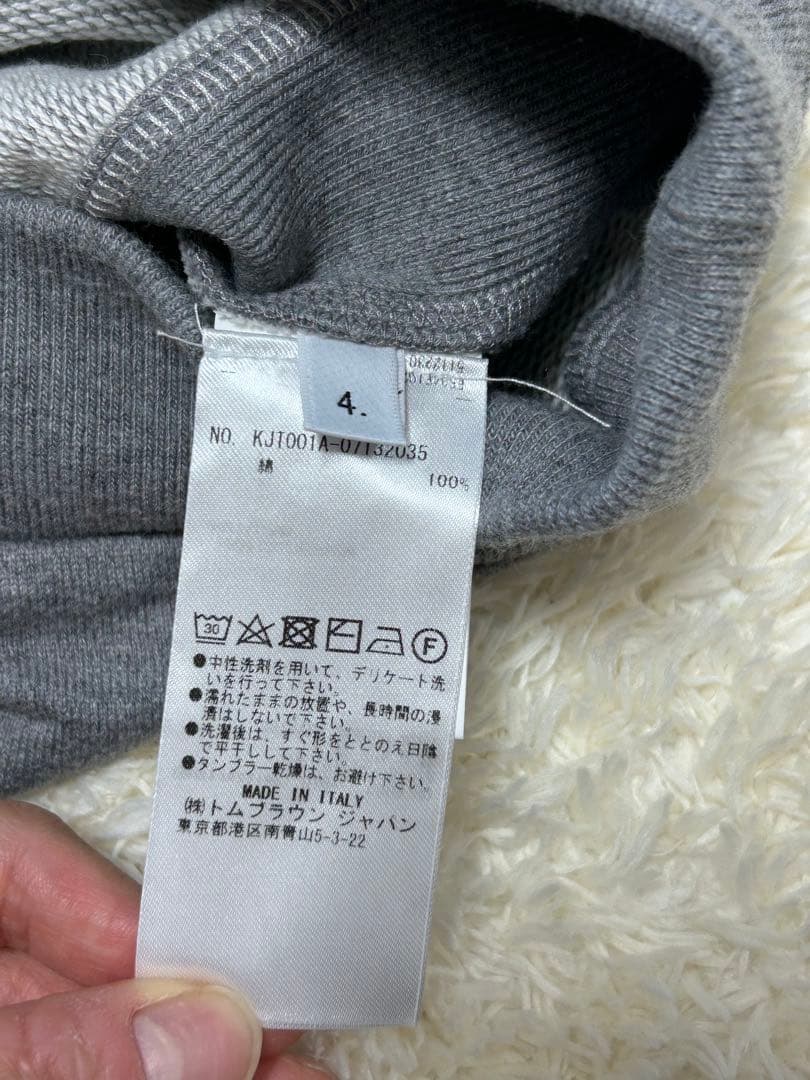 4.
NO. KJT001A-07132035
綿 100%
30 F
●中性洗剤を用いて、デリケート洗
いを行って下さい。
●濡れたままの放置や、長時間の浸
漬はしないで下さい。
●洗濯後は、すぐ形をととのえ日陰
で平干しして下さい。
●タンブラー乾燥は、お避け下さい。
MADE IN ITALY
㈱トムブラウン ジャパン
東京都港区南青山5-3-22